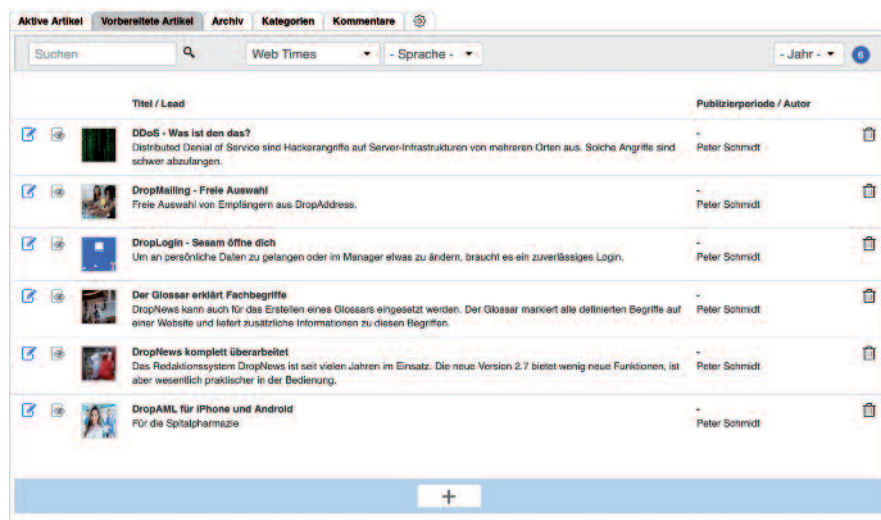 Aktive Artikel Vorbereitete Artikel Archiv Kategorien Kommentare
Suchen Web Times - Sprache - - Jahr - 6
Titel / Lead Publizierperiode / Autor
DDoS - Was ist den das? -
Distributed Denial of Service sind Hackerangriffe auf Server-Infrastrukturen von mehreren Orten aus. Solche Angriffe sind Peter Schmidt
schwer abzufangen.
DropMailing - Freie Auswahl -
Freie Auswahl von Empfängern aus DropAddress. Peter Schmidt
DropLogin - Sesam öffne dich -
Um an persönliche Daten zu gelangen oder im Manager etwas zu ändern, braucht es ein zuverlässiges Login. Peter Schmidt
Der Glossar erklärt Fachbegriffe -
DropNews kann auch für das Erstellen eines Glossars eingesetzt werden. Der Glossar markiert alle definierten Begriffe auf Peter Schmidt
einer Website und liefert zusätzliche Informationen zu diesen Begriffen.
DropNews komplett überarbeitet -
Das Redaktionssystem DropNews ist seit vielen Jahren im Einsatz. Die neue Version 2.7 bietet wenig neue Funktionen, ist Peter Schmidt
aber wesentlich praktischer in der Bedienung.
DropAML für iPhone und Android -
Für die Spitalpharmazie Peter Schmidt
+